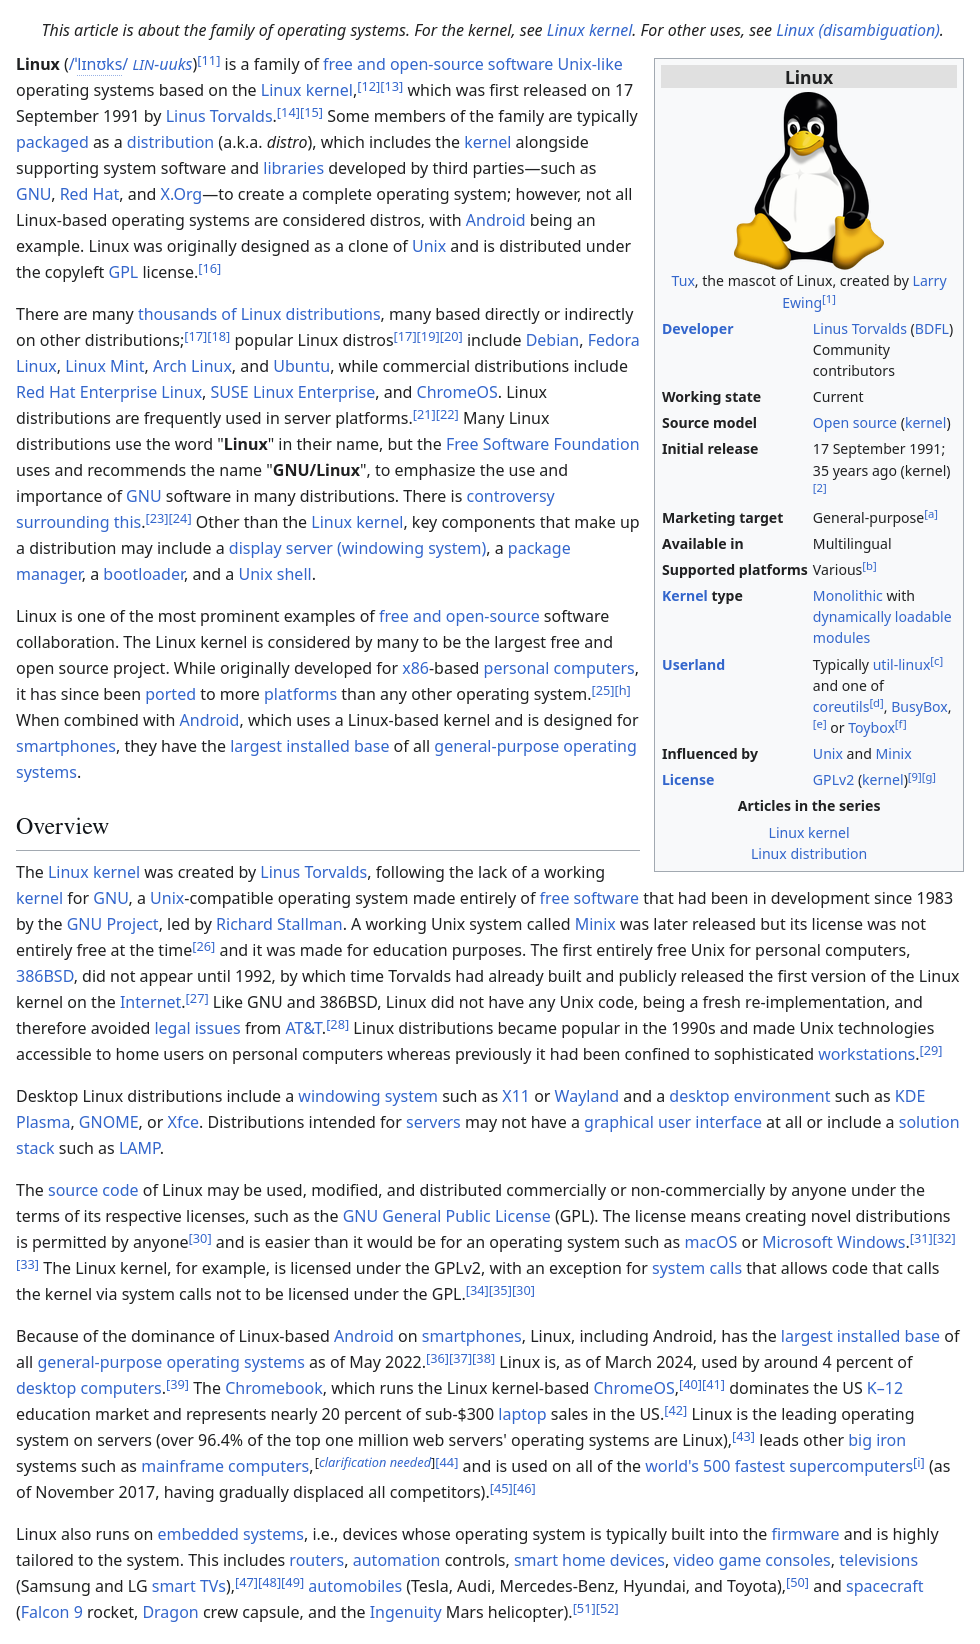 This article is about the family of operating systems. For the kernel, see Linux kernel. For other uses, see Linux (disambiguation).
Linux (/ˈlɪnʊks/ LIN-uuks)[11] is a family of free and open-source software Unix-like
operating systems based on the Linux kernel,[12][13] which was first released on 17
September 1991 by Linus Torvalds.[14][15] Some members of the family are typically
packaged as a distribution (a.k.a. distro), which includes the kernel alongside
supporting system software and libraries developed by third parties—such as
GNU, Red Hat, and X.Org—to create a complete operating system; however, not all
Linux-based operating systems are considered distros, with Android being an
example. Linux was originally designed as a clone of Unix and is distributed under
the copyleft GPL license.[16]
There are many thousands of Linux distributions, many based directly or indirectly
on other distributions;[17][18] popular Linux distros[17][19][20] include Debian, Fedora
Linux, Linux Mint, Arch Linux, and Ubuntu, while commercial distributions include
Red Hat Enterprise Linux, SUSE Linux Enterprise, and ChromeOS. Linux
distributions are frequently used in server platforms.[21][22] Many Linux
distributions use the word "Linux" in their name, but the Free Software Foundation
uses and recommends the name "GNU/Linux", to emphasize the use and
importance of GNU software in many distributions. There is controversy
surrounding this.[23][24] Other than the Linux kernel, key components that make up
a distribution may include a display server (windowing system), a package
manager, a bootloader, and a Unix shell.
Linux is one of the most prominent examples of free and open-source software
collaboration. The Linux kernel is considered by many to be the largest free and
open source project. While originally developed for x86-based personal computers,
it has since been ported to more platforms than any other operating system.[25][h]
When combined with Android, which uses a Linux-based kernel and is designed for
smartphones, they have the largest installed base of all general-purpose operating
systems.
Linux
Tux, the mascot of Linux, created by Larry
Ewing[1]
Developer Linus Torvalds (BDFL)
Community
contributors
Working state Current
Source model Open source (kernel)
Initial release 17 September 1991;
35 years ago (kernel)
[2]
Marketing target General-purpose[a]
Available in Multilingual
Supported platforms Various[b]
Kernel type Monolithic with
dynamically loadable
modules
Userland Typically util-linux[c]
and one of
coreutils[d], BusyBox,
[e] or Toybox[f]
Influenced by Unix and Minix
License GPLv2 (kernel)[9][g]
Articles in the series
Linux kernel
Linux distribution
Overview
The Linux kernel was created by Linus Torvalds, following the lack of a working
kernel for GNU, a Unix-compatible operating system made entirely of free software that had been in development since 1983
by the GNU Project, led by Richard Stallman. A working Unix system called Minix was later released but its license was not
entirely free at the time[26] and it was made for education purposes. The first entirely free Unix for personal computers,
386BSD, did not appear until 1992, by which time Torvalds had already built and publicly released the first version of the Linux
kernel on the Internet.[27] Like GNU and 386BSD, Linux did not have any Unix code, being a fresh re-implementation, and
therefore avoided legal issues from AT&T.[28] Linux distributions became popular in the 1990s and made Unix technologies
accessible to home users on personal computers whereas previously it had been confined to sophisticated workstations.[29]
Desktop Linux distributions include a windowing system such as X11 or Wayland and a desktop environment such as KDE
Plasma, GNOME, or Xfce. Distributions intended for servers may not have a graphical user interface at all or include a solution
stack such as LAMP.
The source code of Linux may be used, modified, and distributed commercially or non-commercially by anyone under the
terms of its respective licenses, such as the GNU General Public License (GPL). The license means creating novel distributions
is permitted by anyone[30] and is easier than it would be for an operating system such as macOS or Microsoft Windows.[31][32]
[33] The Linux kernel, for example, is licensed under the GPLv2, with an exception for system calls that allows code that calls
the kernel via system calls not to be licensed under the GPL.[34][35][30]
Because of the dominance of Linux-based Android on smartphones, Linux, including Android, has the largest installed base of
all general-purpose operating systems as of May 2022.[36][37][38] Linux is, as of March 2024, used by around 4 percent of
desktop computers.[39] The Chromebook, which runs the Linux kernel-based ChromeOS,[40][41] dominates the US K–12
education market and represents nearly 20 percent of sub-$300 laptop sales in the US.[42] Linux is the leading operating
system on servers (over 96.4% of the top one million web servers' operating systems are Linux),[43] leads other big iron
systems such as mainframe computers,[clarification needed][44] and is used on all of the world's 500 fastest supercomputers[i] (as
of November 2017, having gradually displaced all competitors).[45][46]
Linux also runs on embedded systems, i.e., devices whose operating system is typically built into the firmware and is highly
tailored to the system. This includes routers, automation controls, smart home devices, video game consoles, televisions
(Samsung and LG smart TVs),[47][48][49] automobiles (Tesla, Audi, Mercedes-Benz, Hyundai, and Toyota),[50] and spacecraft
(Falcon 9 rocket, Dragon crew capsule, and the Ingenuity Mars helicopter).[51][52]